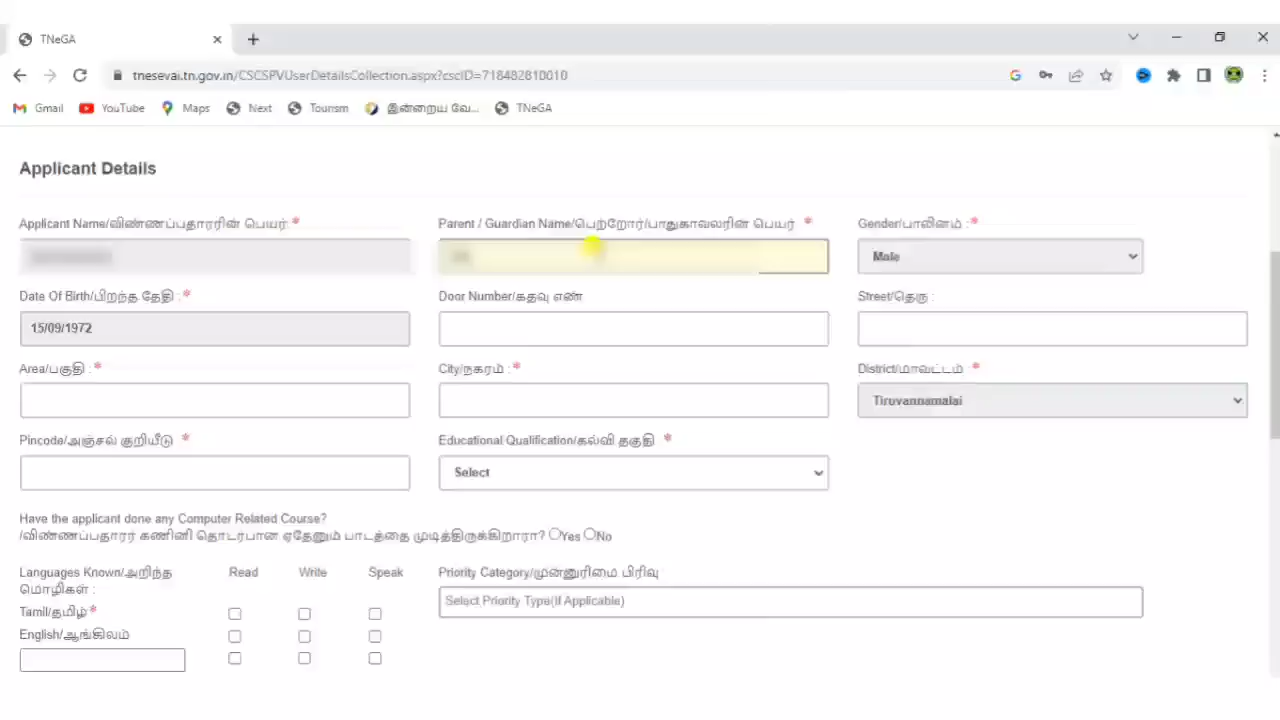 TNeGA
tnesevai.tn.gov.in/CSCSPVUserDetailsCollection.aspx?cscID=718482810010
Gmail YouTube Maps Next Tourism இன்றைய வே... TNeGA
Applicant Details
Applicant Name/விண்ணப்பதாரரின் பெயர்: * Parent / Guardian Name/பெற்றோர்/பாதுகாவலரின் பெயர் * Gender/பாலினம் : *
Male
Date Of Birth/பிறந்த தேதி : * Door Number/கதவு எண் Street/தெரு :
15/09/1972
Area/பகுதி : * City/நகரம் : * District/மாவட்டம் *
Tiruvannamalai
Pincode/அஞ்சல் குறியீடு * Educational Qualification/கல்வி தகுதி *
Select
Have the applicant done any Computer Related Course?
/விண்ணப்பதாரர் கணினி தொடர்பான ஏதேனும் பாடத்தை முடித்திருக்கிறாரா? Yes No
Languages Known/அறிந்த Read Write Speak Priority Category/முன்னுரிமை பிரிவு
மொழிகள் :
Select Priority Type(If Applicable)
Tamil/தமிழ் *
English/ஆங்கிலம்